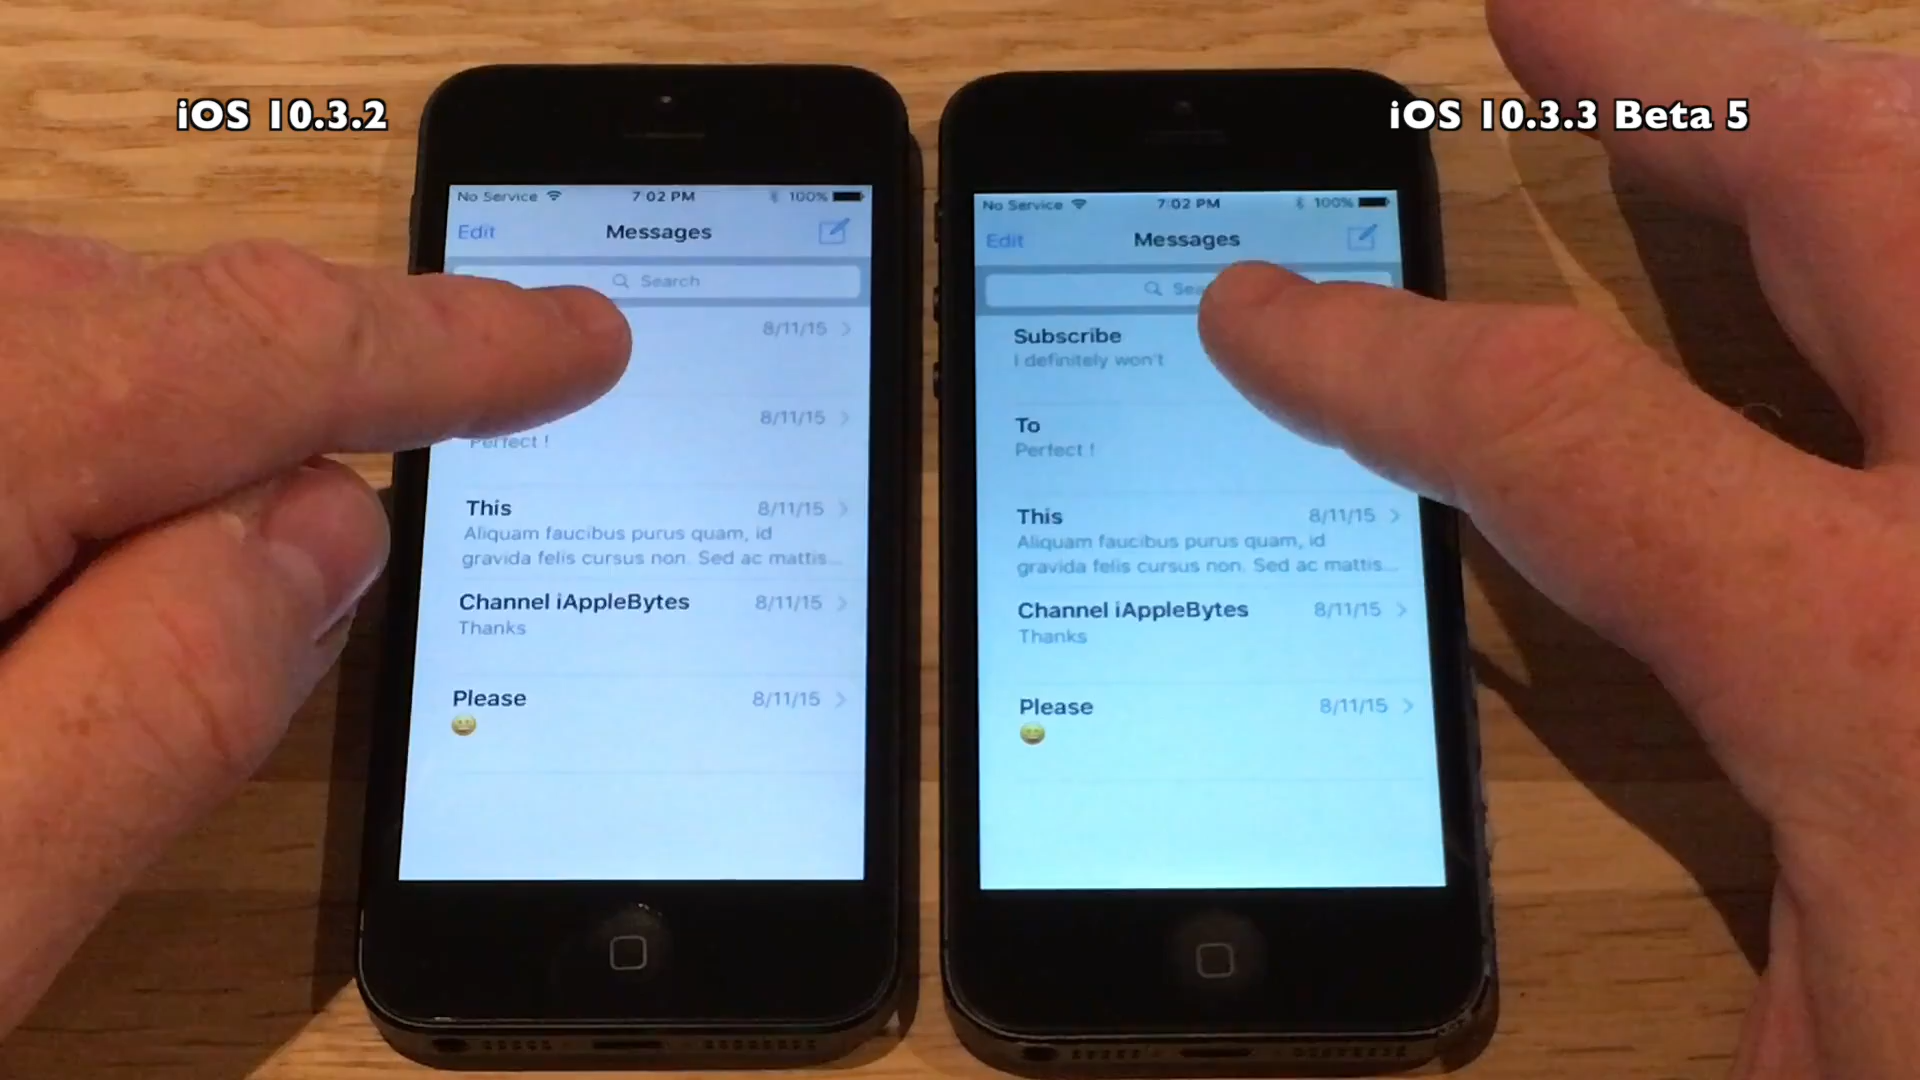 iOS 10.3.2
iOS 10.3.3 Beta 5
No Service 7 02 PM 100%
Edit Messages
Search
8/11/15
8/11/15
Perfect !
This 8/11/15
Aliquam faucibus purus quam, id
gravida felis cursus non. Sed ac mattis...
Channel iAppleBytes 8/11/15
Thanks
Please 8/11/15
No Service 7:02 PM 100%
Edit Messages
Subscribe
I definitely won't
To
Perfect !
This 8/11/15
Aliquam faucibus purus quam, id
gravida felis cursus non. Sed ac mattis...
Channel iAppleBytes 8/11/15
Thanks
Please 8/11/15